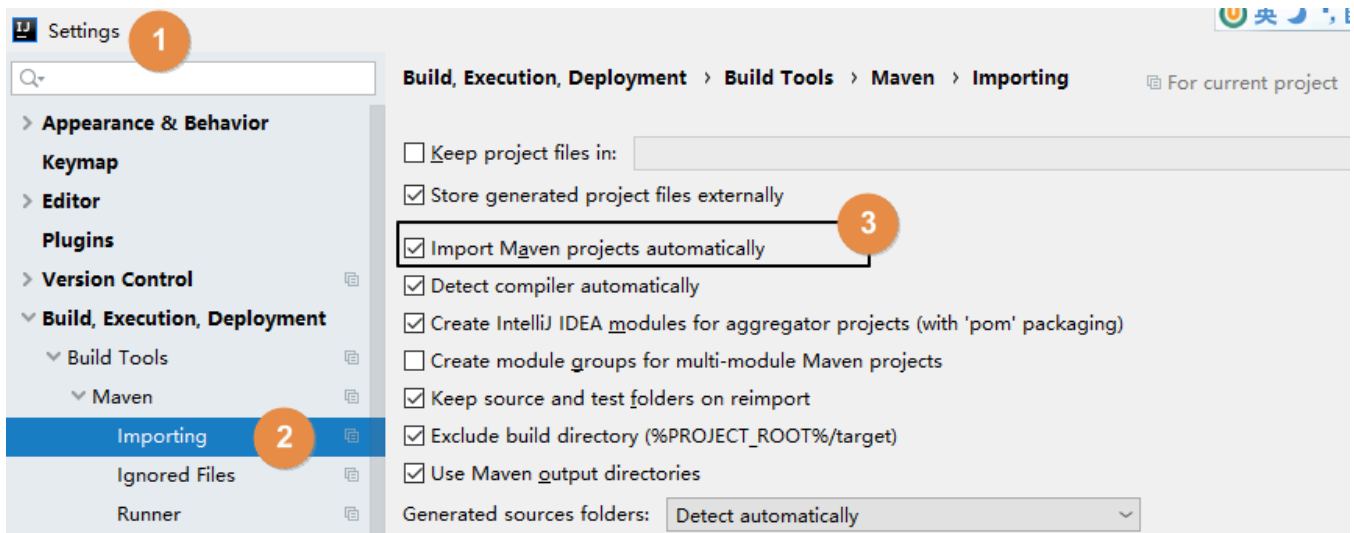 Settings
1
英
Build, Execution, Deployment › Build Tools › Maven › Importing
For current project
Appearance & Behavior
Keymap
Editor
Plugins
Version Control
Build, Execution, Deployment
Build Tools
Maven
Importing
2
Ignored Files
Runner
Keep project files in:
Store generated project files externally
3
Import Maven projects automatically
Detect compiler automatically
Create IntelliJ IDEA modules for aggregator projects (with 'pom' packaging)
Create module groups for multi-module Maven projects
Keep source and test folders on reimport
Exclude build directory (%PROJECT_ROOT%/target)
Use Maven output directories
Generated sources folders: Detect automatically